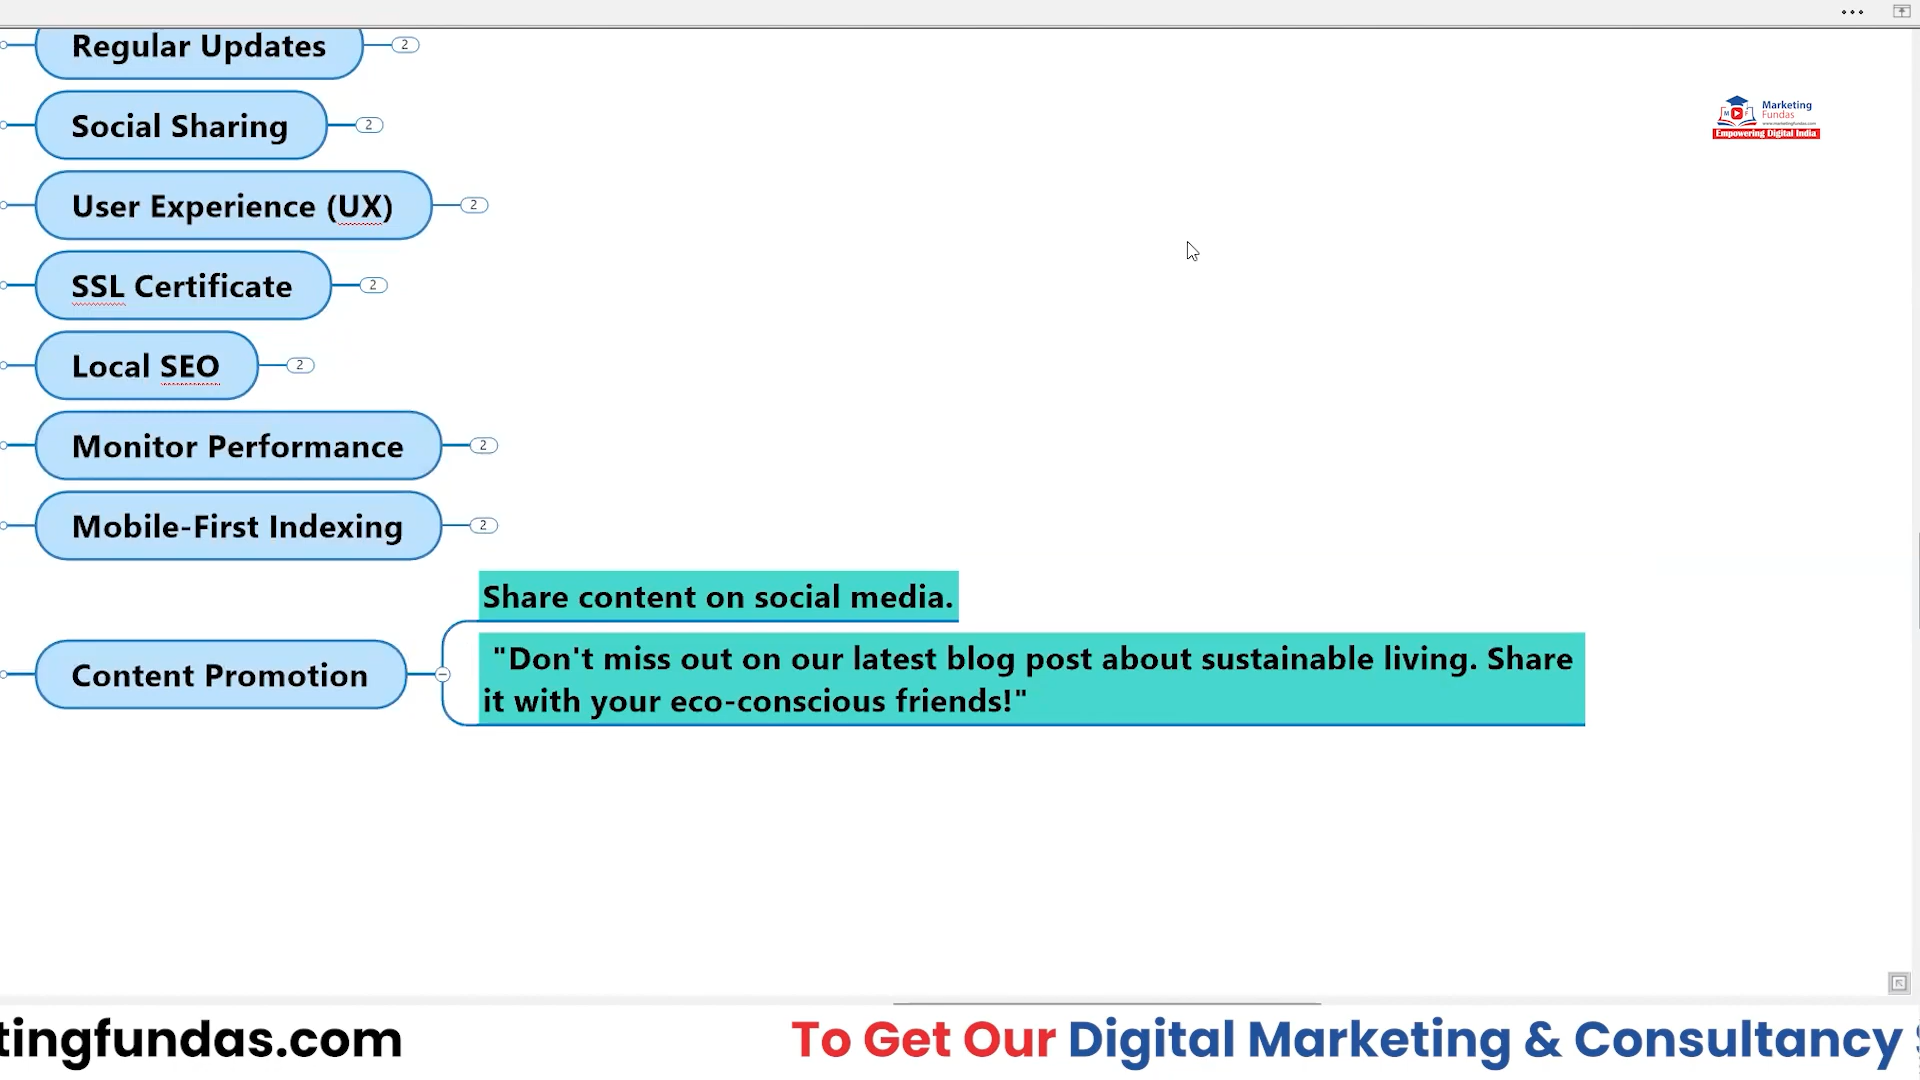 Regular Updates
2
Marketing
Fundas
www.marketingfundas.com
M F
Empowering Digital India
Social Sharing
2
User Experience (UX)
2
SSL Certificate
2
Local SEO
2
Monitor Performance
2
Mobile-First Indexing
2
Share content on social media.
Content Promotion
"Don't miss out on our latest blog post about sustainable living. Share
it with your eco-conscious friends!"
tingfundas.com
To Get Our Digital Marketing & Consultancy